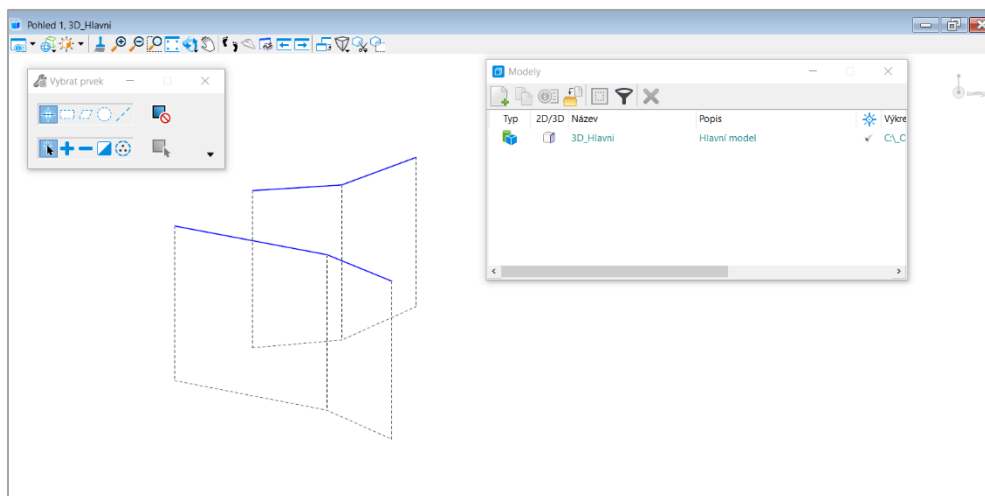 Pohled 1, 3D_Hlavni
Vybrat prvek
Modely
Typ 2D/3D Název Popis Výkre
3D_Hlavni Hlavní model C:\_C